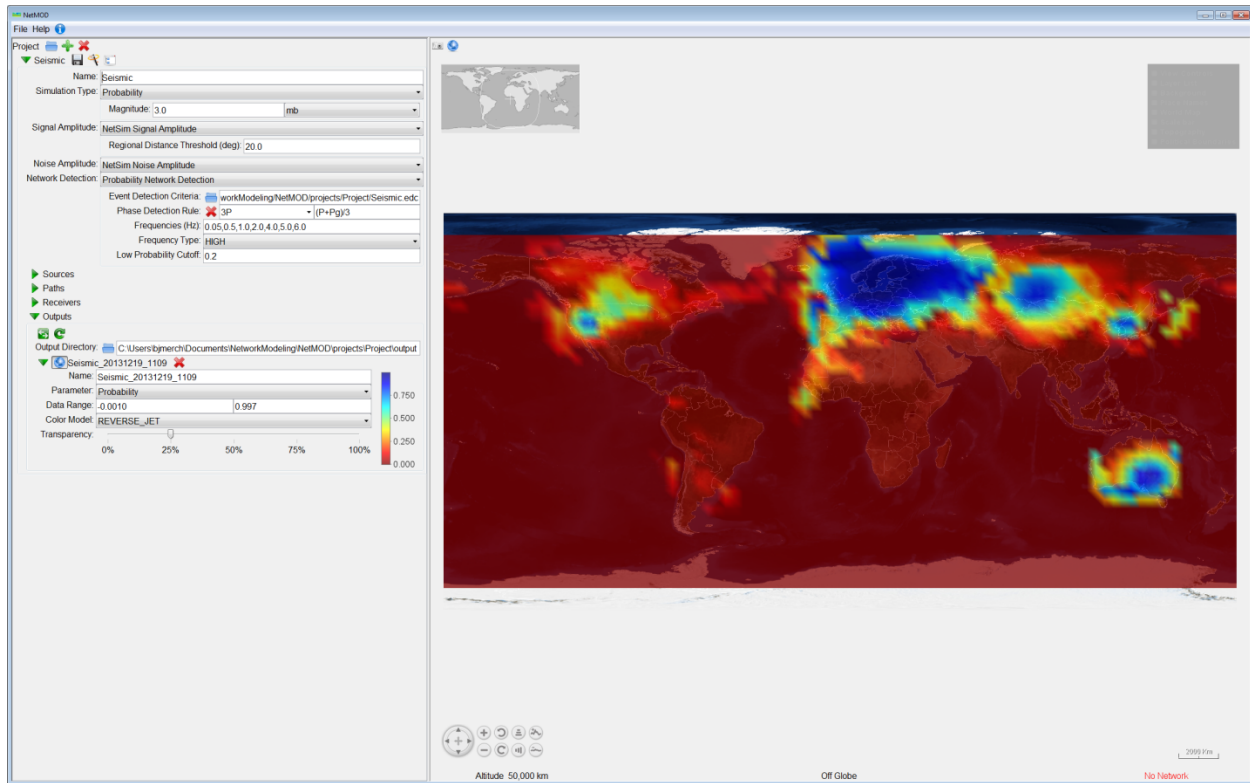 NetMOD
File Help
Project
Seismic
Name: Seismic
Simulation Type: Probability
Magnitude: 3.0 mb
Signal Amplitude: NetSim Signal Amplitude
Regional Distance Threshold (deg): 20.0
Noise Amplitude: NetSim Noise Amplitude
Network Detection: Probability Network Detection
Event Detection Criteria: workModeling/NetMOD/projects/Project/Seismic.edc
Phase Detection Rule: 3P (P+Pg)/3
Frequencies (Hz): 0.05,0.5,1.0,2.0,4.0,5.0,6.0
Frequency Type: HIGH
Low Probability Cutoff: 0.2
Sources
Paths
Receivers
Outputs
Output Directory: C:\Users\bjmerch\Documents\NetworkModeling\NetMOD\projects\Project\output
Seismic_20131219_1109
Name: Seismic_20131219_1109
Parameter: Probability
Data Range: -0.0010 0.997
Color Model: REVERSE_JET
Transparency:
0% 25% 50% 75% 100%
0.750
0.500
0.250
0.000
2000 Km
Altitude 50,000 km Off Globe No Network